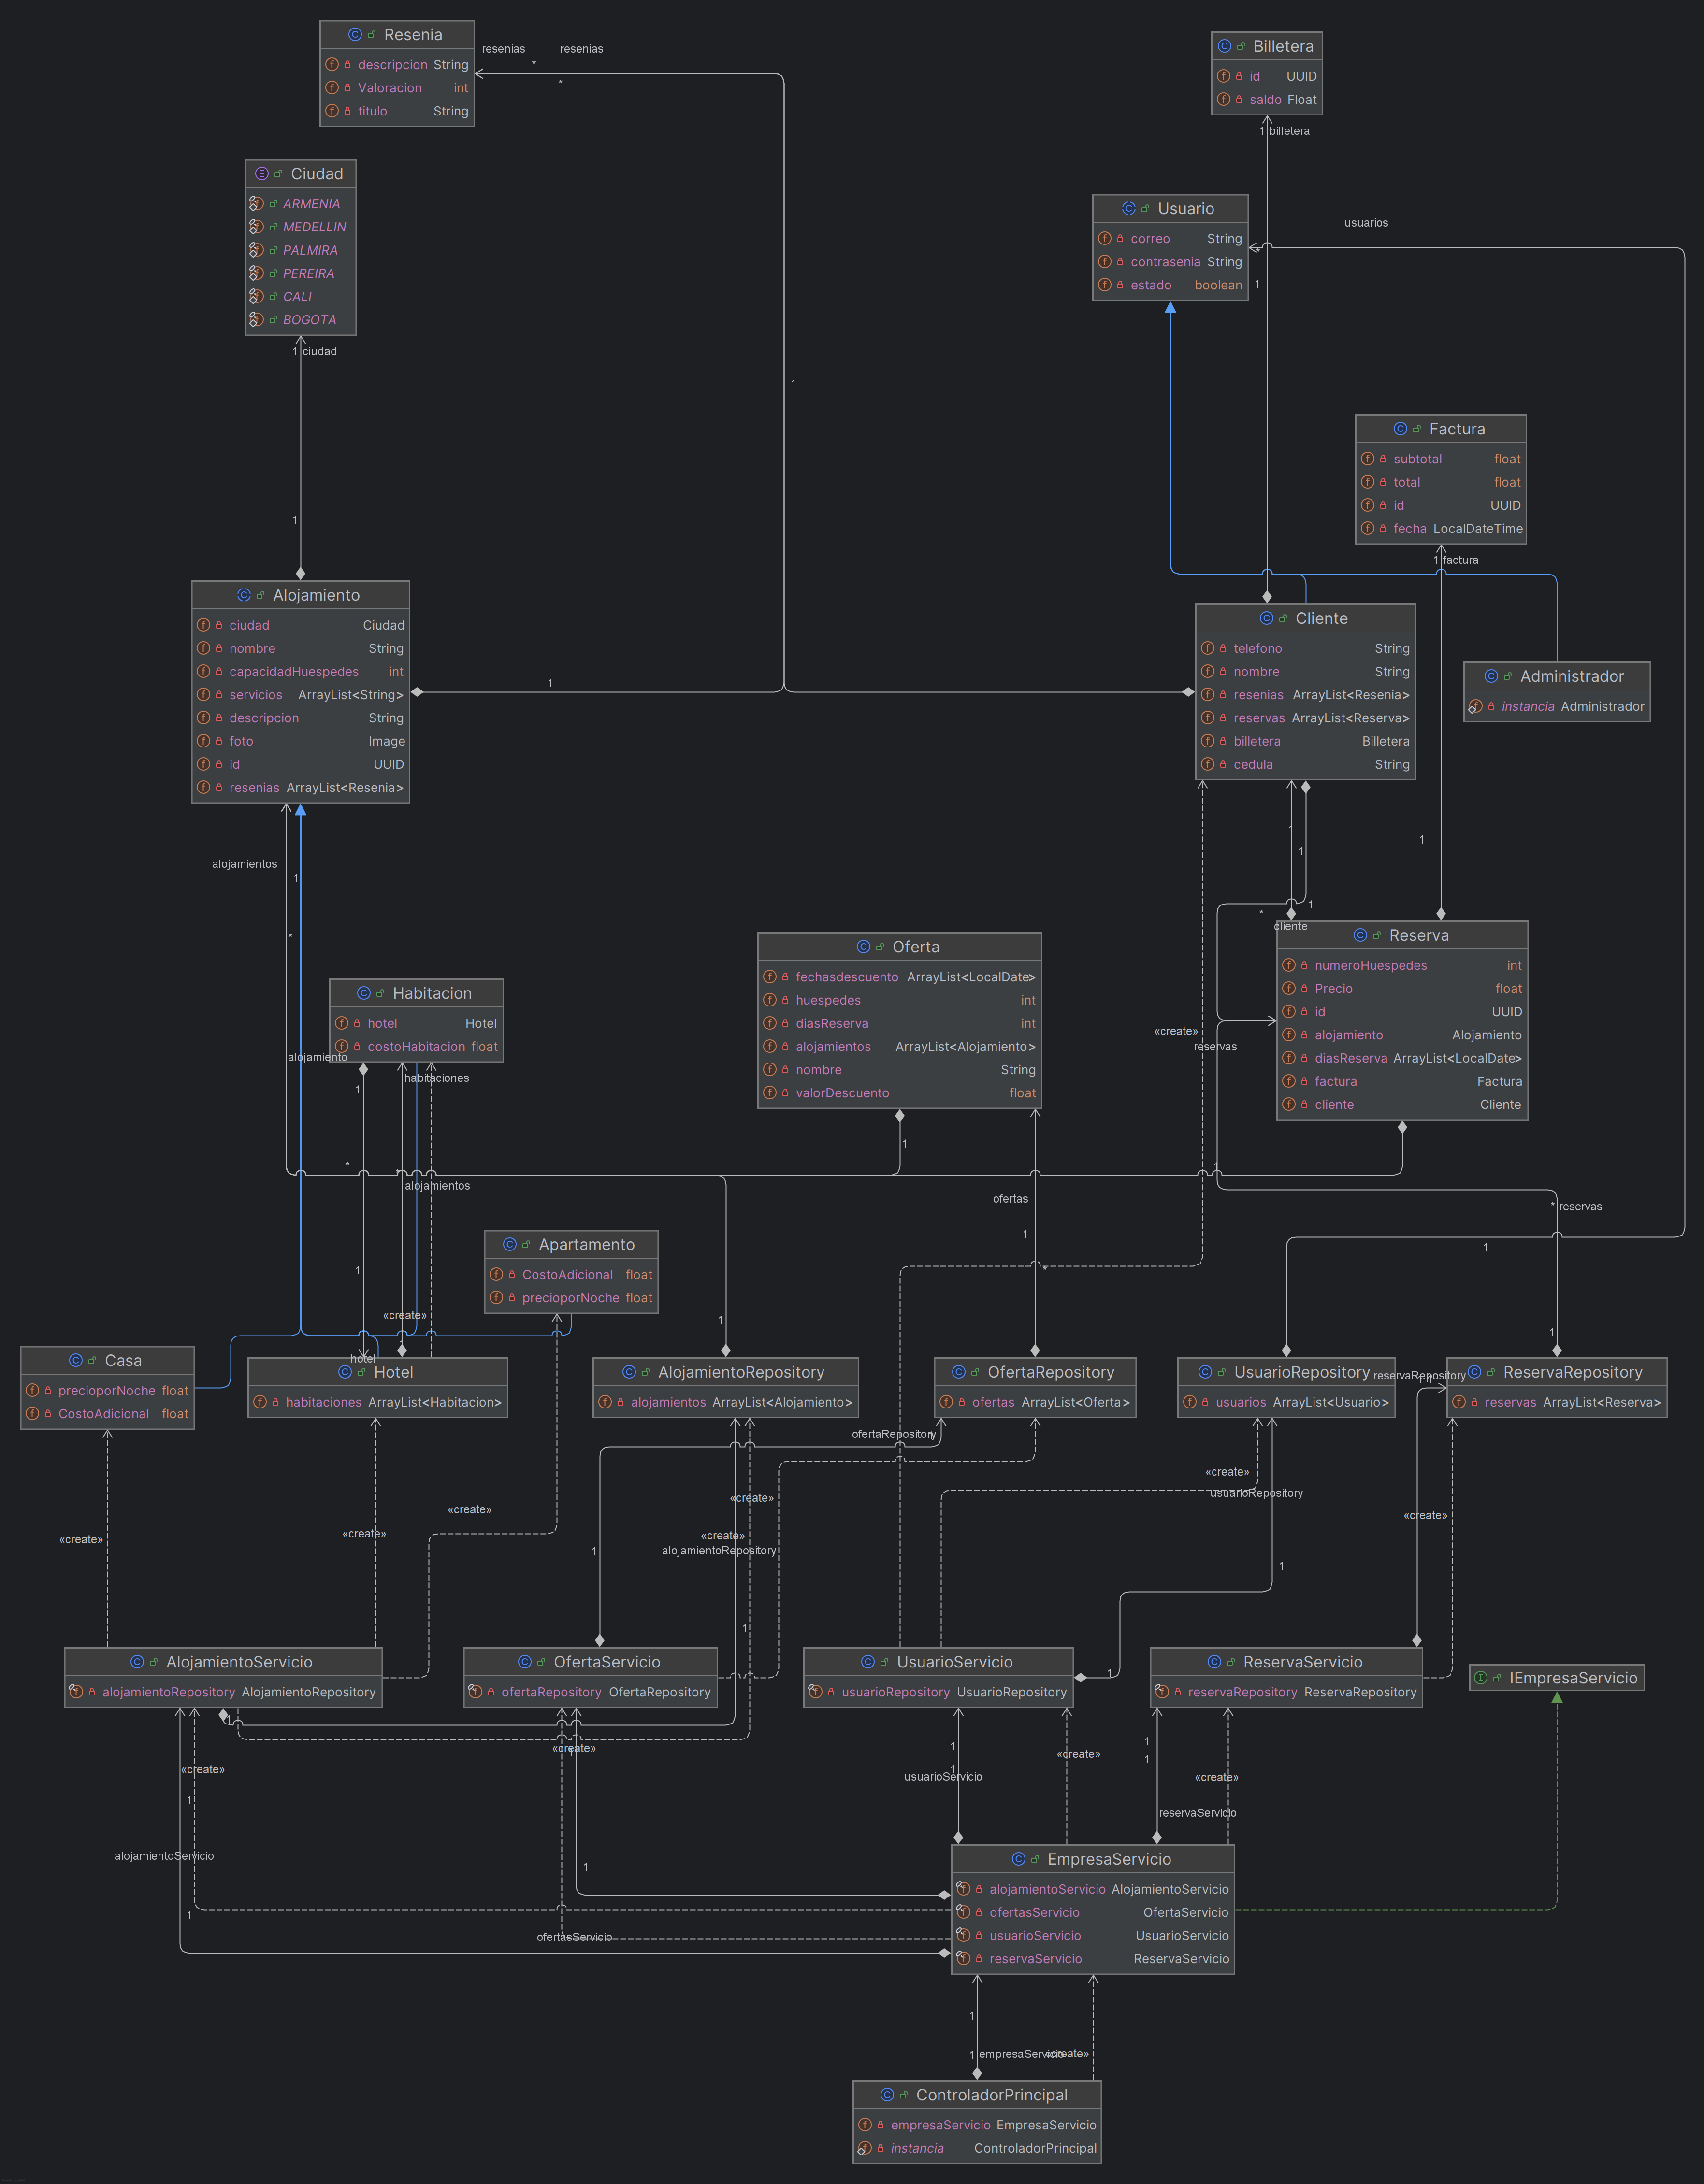 Resenia
descripcion String
Valoracion int
titulo String
resenias
resenias
*
*
1
Billetera
id UUID
saldo Float
1 billetera
Ciudad
ARMENIA
MEDELLIN
PALMIRA
PEREIRA
CALI
BOGOTA
1 ciudad
1
Usuario
correo String
contrasenia String
estado boolean
usuarios
*
1
Factura
subtotal float
total float
id UUID
fecha LocalDateTime
1 factura
1
Alojamiento
ciudad Ciudad
nombre String
capacidadHuespedes int
servicios ArrayList<String>
descripcion String
foto Image
id UUID
resenias ArrayList<Resenia>
1
Cliente
telefono String
nombre String
resenias ArrayList<Resenia>
reservas ArrayList<Reserva>
billetera Billetera
cedula String
Administrador
instancia Administrador
alojamientos
1
*
1
1
1
*
cliente
Oferta
fechasdescuento ArrayList<LocalDate>
huespedes int
diasReserva int
alojamientos ArrayList<Alojamiento>
nombre String
valorDescuento float
Reserva
numeroHuespedes int
Precio float
id UUID
alojamiento Alojamiento
diasReserva ArrayList<LocalDate>
factura Factura
cliente Cliente
Habitacion
hotel Hotel
costoHabitacion float
alojamiento
habitaciones
1
«create»
reservas
1
*
*
alojamientos
1
ofertas
1
*
* reservas
1
Apartamento
CostoAdicional float
precioporNoche float
1
«create»
1
hotel
1
1
Casa
precioporNoche float
CostoAdicional float
Hotel
habitaciones ArrayList<Habitacion>
AlojamientoRepository
alojamientos ArrayList<Alojamiento>
OfertaRepository
ofertas ArrayList<Oferta>
UsuarioRepository
usuarios ArrayList<Usuario>
reservaRepository
ReservaRepository
reservas ArrayList<Reserva>
ofertaRepository
1
«create»
usuarioRepository
«create»
«create»
«create»
«create»
«create»
«create»
alojamientoRepository
1
1
1
AlojamientoServicio
alojamientoRepository AlojamientoRepository
OfertaServicio
ofertaRepository OfertaRepository
UsuarioServicio
usuarioRepository UsuarioRepository
1
ReservaServicio
reservaRepository ReservaRepository
IEmpresaServicio
1
«create»
1
«create»
1
1
1
usuarioServicio
«create»
1
1
«create»
reservaServicio
alojamientoServicio
1
1
ofertasServicio
EmpresaServicio
alojamientoServicio AlojamientoServicio
ofertasServicio OfertaServicio
usuarioServicio UsuarioServicio
reservaServicio ReservaServicio
1
1
empresaServicio
«create»
ControladorPrincipal
empresaServicio EmpresaServicio
instancia ControladorPrincipal